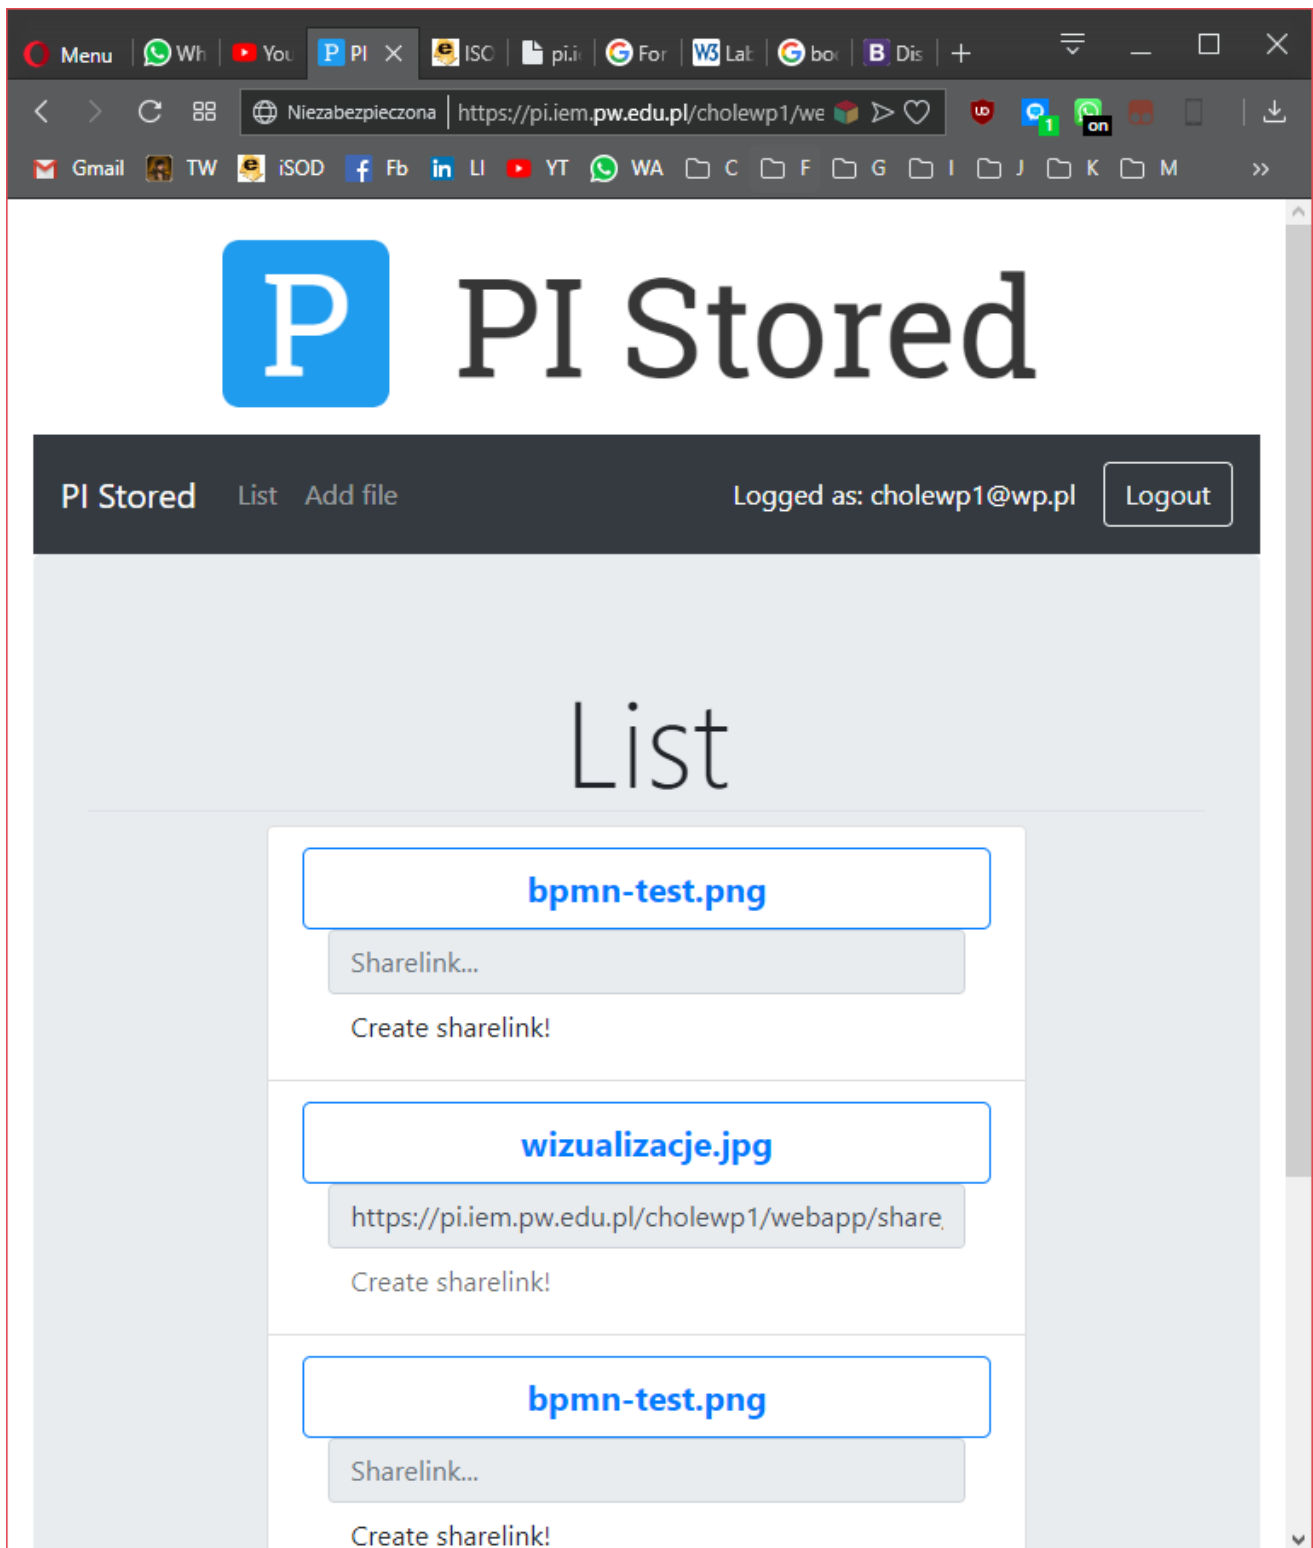 Menu Wh You PI ISO pi.i For Lab boo Dis
Niezabezpieczona https://pi.iem.pw.edu.pl/cholewp1/we 1 on
Gmail TW iSOD Fb LI YT WA C F G I J K M
P PI Stored
PI Stored List Add file Logged as: cholewp1@wp.pl Logout
List
bpmn-test.png
Sharelink...
Create sharelink!
wizualizacje.jpg
https://pi.iem.pw.edu.pl/cholewp1/webapp/share
Create sharelink!
bpmn-test.png
Sharelink...
Create sharelink!